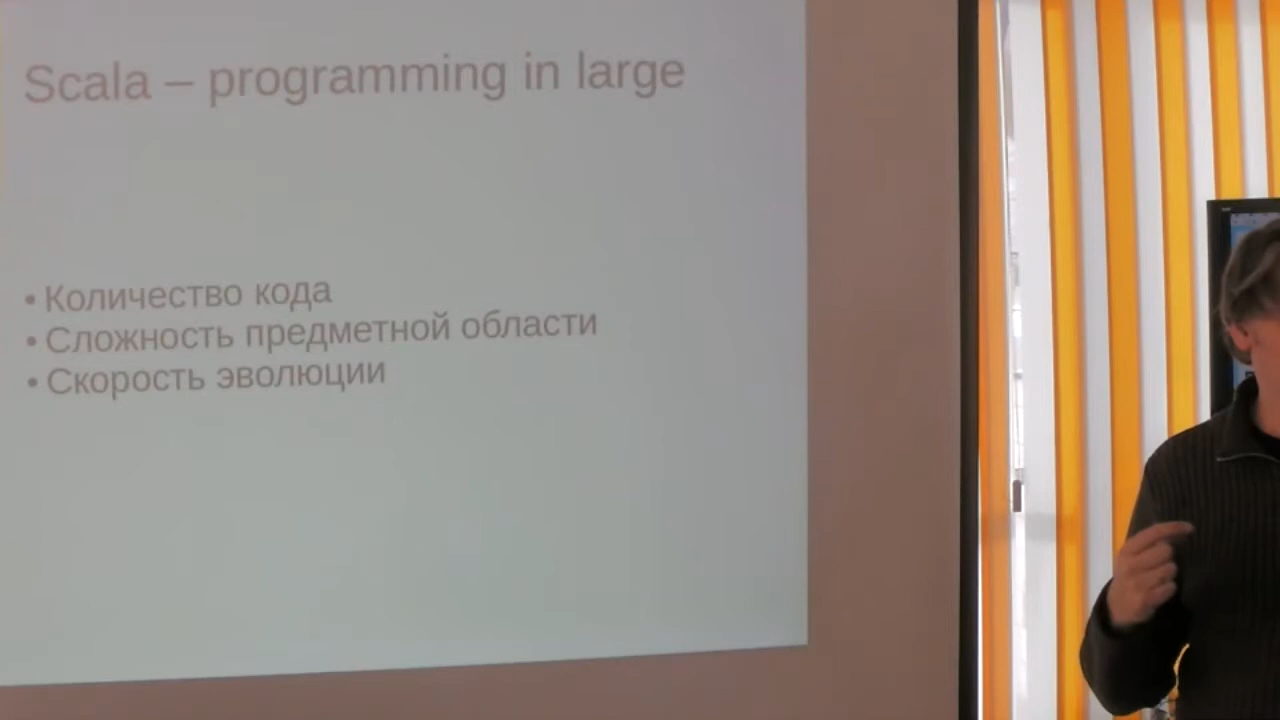 Scala – programming in large
• Количество кода
• Сложность предметной области
• Скорость эволюции